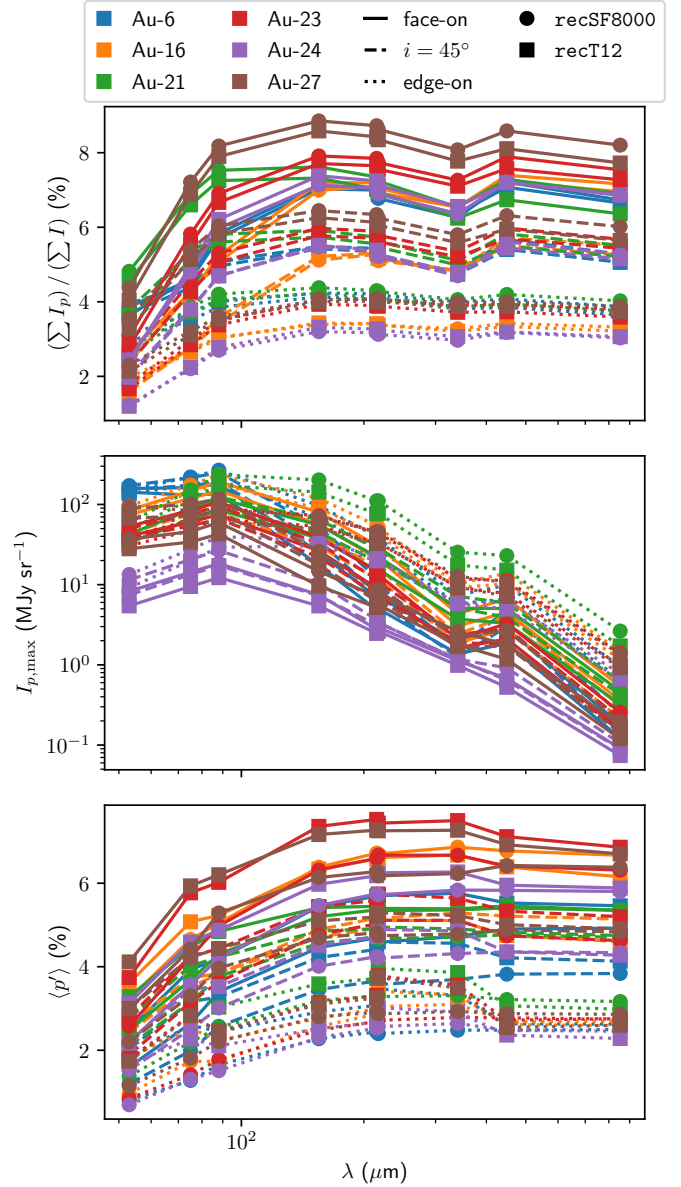 Au-6 Au-23 face-on recSF8000
Au-16 Au-24 i = 45° recT12
Au-21 Au-27 edge-on
(∑ I_p) / (∑ I) (%)
8
6
4
2
I_{p,max} (MJy sr⁻¹)
10²
10¹
10⁰
10⁻¹
⟨p′⟩ (%)
6
4
2
10²
λ (μm)